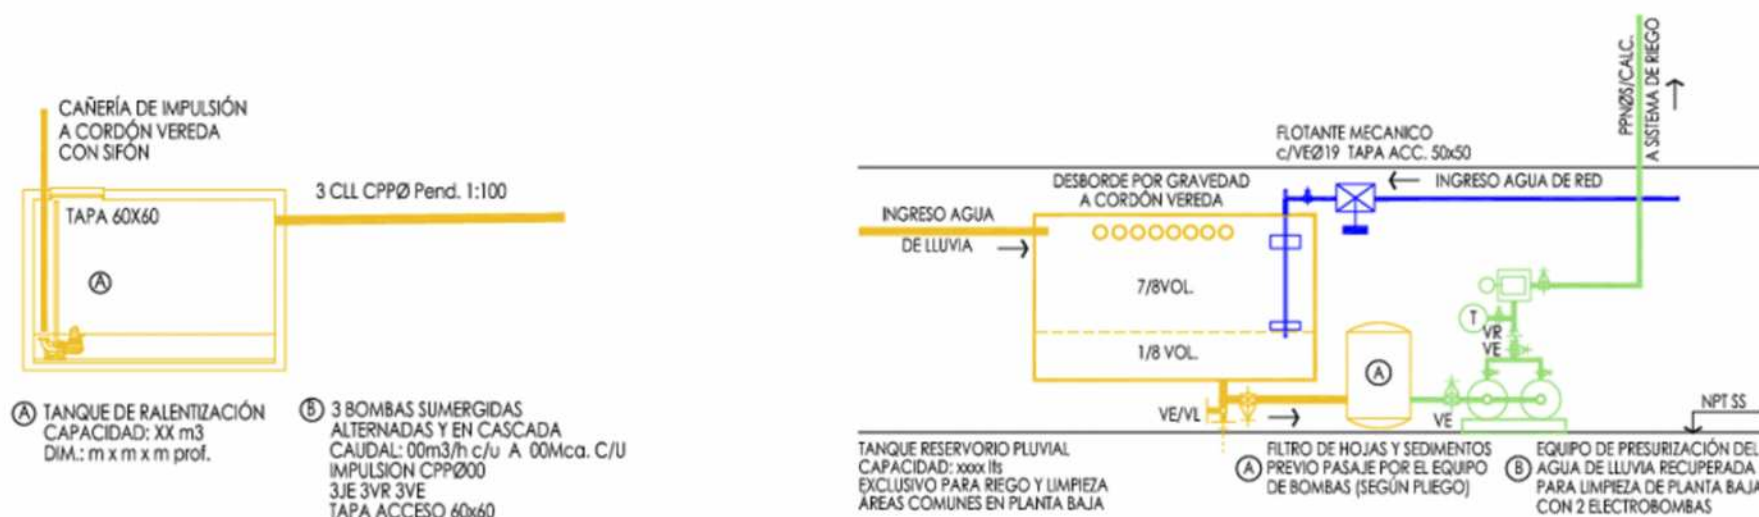 CAÑERÍA DE IMPULSIÓN
A CORDÓN VEREDA
CON SIFÓN
3 CLL CPPØ Pend. 1:100
TAPA 60X60
A
A TANQUE DE RALENTIZACIÓN
CAPACIDAD: XX m3
DIM.: m x m x m prof.
B 3 BOMBAS SUMERGIDAS
ALTERNADAS Y EN CASCADA
CAUDAL: 00m3/h c/u A 00Mca. C/U
IMPULSION CPPØ00
3JE 3VR 3VE
TAPA ACCESO 60x60
PPNØS/CALC.
A SISTEMA DE RIEGO
FLOTANTE MECANICO
c/VEØ19 TAPA ACC. 50x50
DESBORDE POR GRAVEDAD
A CORDÓN VEREDA
INGRESO AGUA DE RED
INGRESO AGUA
DE LLUVIA
7/8VOL.
1/8 VOL.
T
VR
VE
A
VE/VL
VE
NPT SS
TANQUE RESERVORIO PLUVIAL
CAPACIDAD: xxxx lts
EXCLUSIVO PARA RIEGO Y LIMPIEZA
ÁREAS COMUNES EN PLANTA BAJA
A FILTRO DE HOJAS Y SEDIMENTOS
PREVIO PASAJE POR EL EQUIPO
DE BOMBAS (SEGÚN PLIEGO)
B EQUIPO DE PRESURIZACIÓN DEL
AGUA DE LLUVIA RECUPERADA
PARA LIMPIEZA DE PLANTA BAJA
CON 2 ELECTROBOMBAS